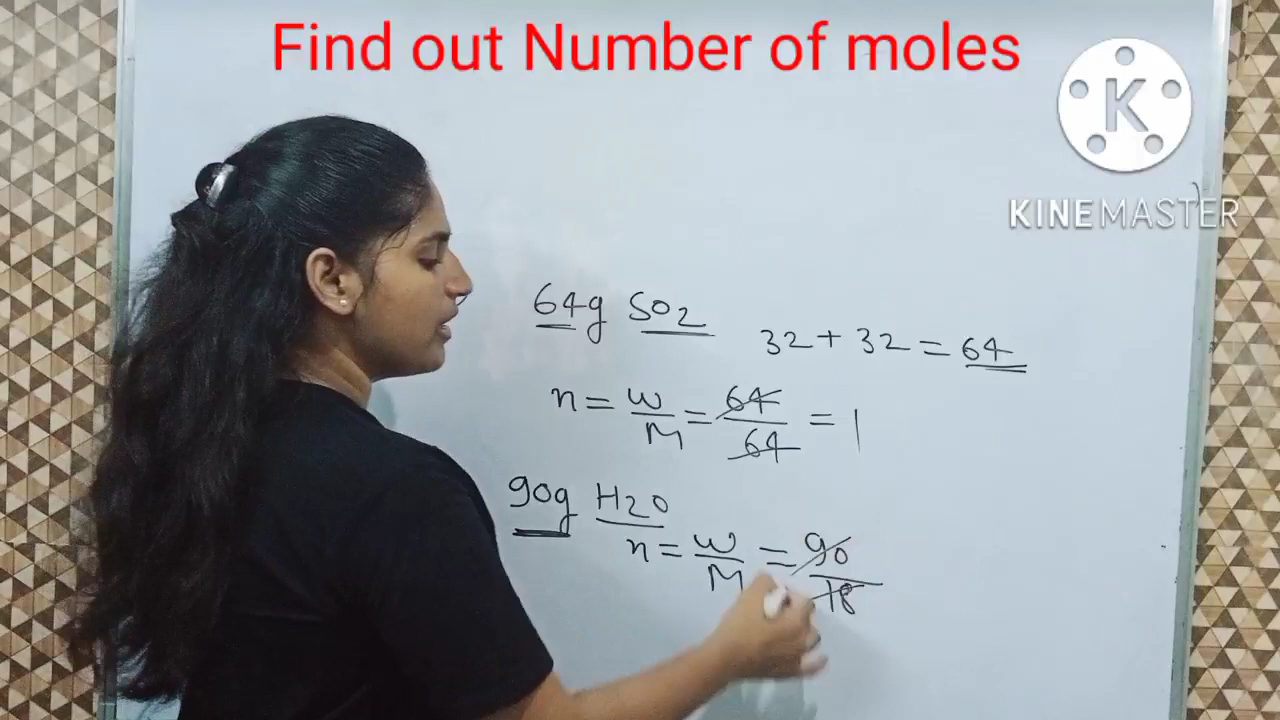 Find out Number of moles
K
KINEMASTER
64g SO2
32 + 32 = 64
n = w/M = 64/64 = 1
90g H2O
n = w/M = 90/18